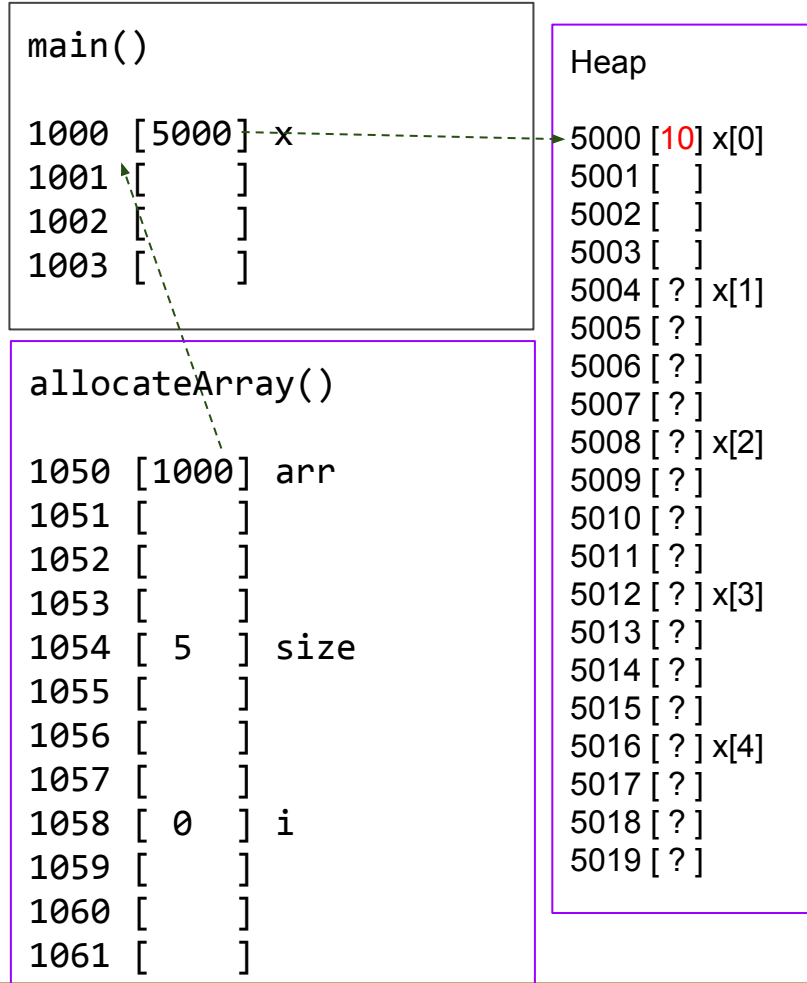 main()
1000 [5000] x
1001 [    ]
1002 [    ]
1003 [    ]
allocateArray()
1050 [1000] arr
1051 [    ]
1052 [    ]
1053 [    ]
1054 [ 5  ] size
1055 [    ]
1056 [    ]
1057 [    ]
1058 [ 0  ] i
1059 [    ]
1060 [    ]
1061 [    ]
Heap
5000 [10] x[0]
5001 [   ]
5002 [   ]
5003 [   ]
5004 [ ? ] x[1]
5005 [ ? ]
5006 [ ? ]
5007 [ ? ]
5008 [ ? ] x[2]
5009 [ ? ]
5010 [ ? ]
5011 [ ? ]
5012 [ ? ] x[3]
5013 [ ? ]
5014 [ ? ]
5015 [ ? ]
5016 [ ? ] x[4]
5017 [ ? ]
5018 [ ? ]
5019 [ ? ]